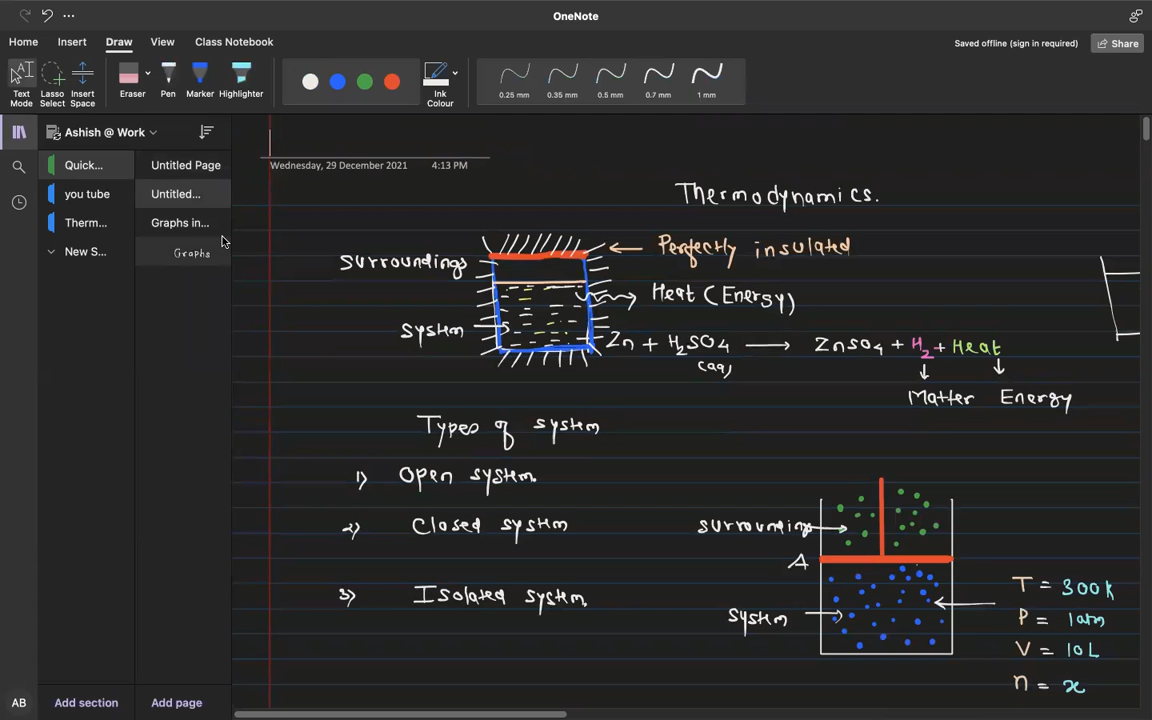 OneNote
Home Insert Draw View Class Notebook
Saved offline (sign in required) Share
Text Mode
Lasso Select
Insert Space
Eraser
Pen
Marker
Highlighter
Ink Colour
0.25 mm 0.35 mm 0.5 mm 0.7 mm 1 mm
Ashish @ Work
Quick...
you tube
Therm...
New S...
Untitled Page
Untitled...
Graphs in...
Graphs
Wednesday, 29 December 2021 4:13 PM
Thermodynamics.
Perfectly insulated
Surroundings
Heat (Energy)
System
Zn + H2SO4 (aq) → ZnSO4 + H2 + Heat
Matter Energy
Types of system
1) Open system.
2) Closed system
3) Isolated system.
Surroundings
A
System
T = 300k
P = 1atm
V = 10L
n = x
AB Add section Add page